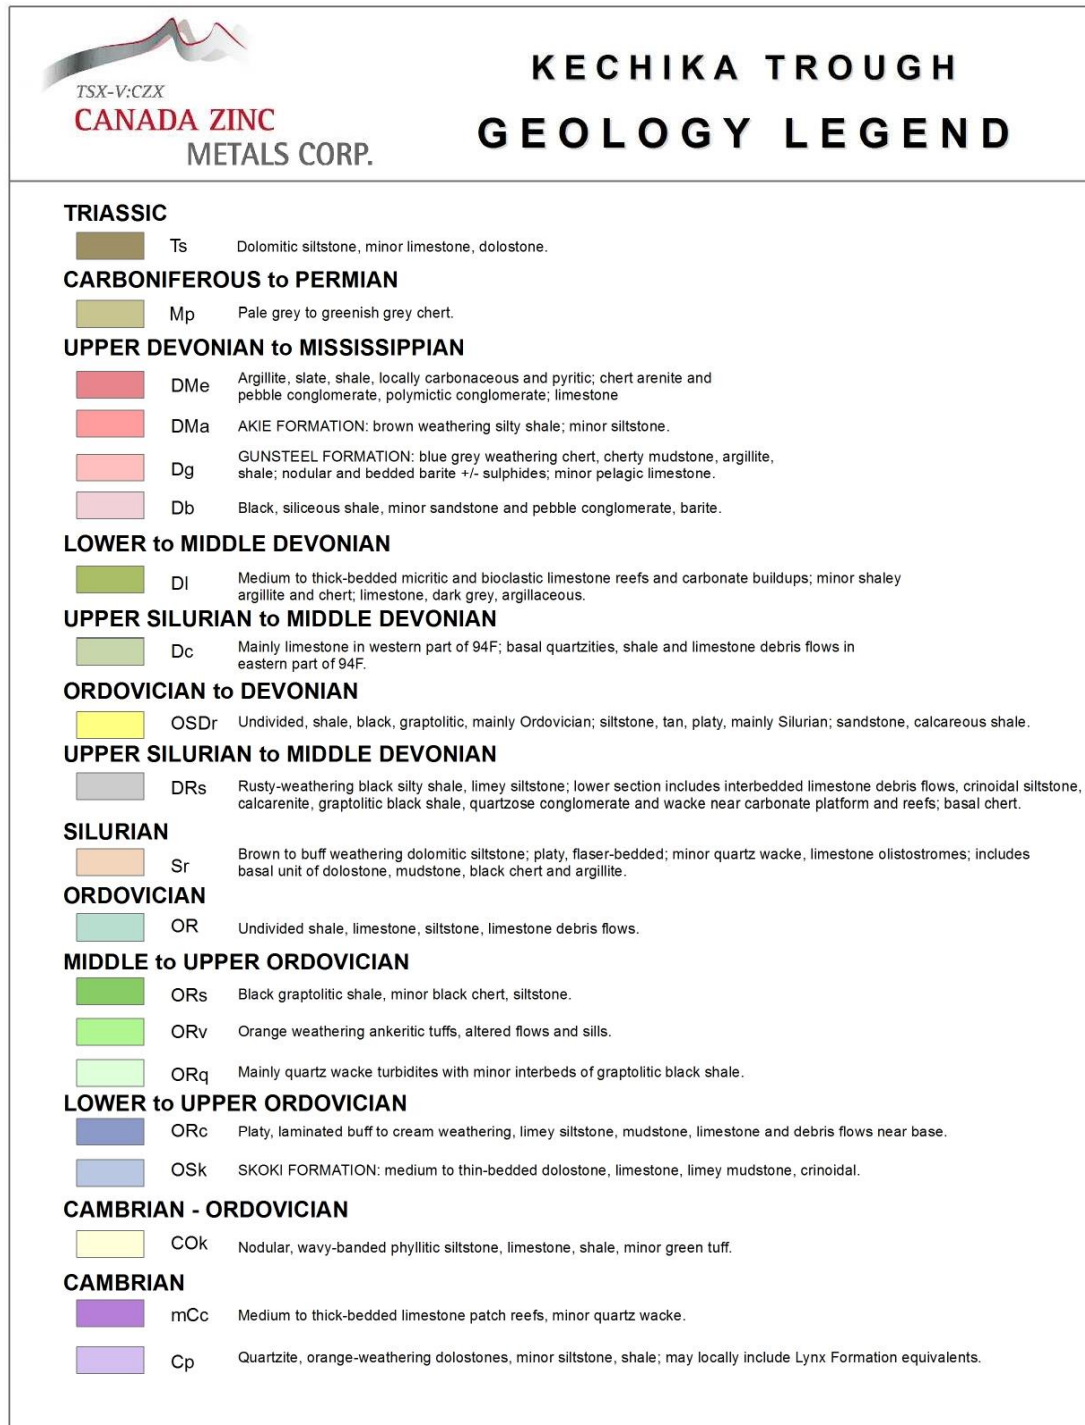 TSX-V:CZX
CANADA ZINC
METALS CORP.
KECHIKA TROUGH
GEOLOGY LEGEND
TRIASSIC
Ts Dolomitic siltstone, minor limestone, dolostone.
CARBONIFEROUS to PERMIAN
Mp Pale grey to greenish grey chert.
UPPER DEVONIAN to MISSISSIPPIAN
DMe Argillite, slate, shale, locally carbonaceous and pyritic; chert arenite and
pebble conglomerate, polymictic conglomerate; limestone
DMa AKIE FORMATION: brown weathering silty shale; minor siltstone.
Dg GUNSTEEL FORMATION: blue grey weathering chert, cherty mudstone, argillite,
shale; nodular and bedded barite +/- sulphides; minor pelagic limestone.
Db Black, siliceous shale, minor sandstone and pebble conglomerate, barite.
LOWER to MIDDLE DEVONIAN
Dl Medium to thick-bedded micritic and bioclastic limestone reefs and carbonate buildups; minor shaley
argillite and chert; limestone, dark grey, argillaceous.
UPPER SILURIAN to MIDDLE DEVONIAN
Dc Mainly limestone in western part of 94F; basal quartzities, shale and limestone debris flows in
eastern part of 94F.
ORDOVICIAN to DEVONIAN
OSDr Undivided, shale, black, graptolitic, mainly Ordovician; siltstone, tan, platy, mainly Silurian; sandstone, calcareous shale.
UPPER SILURIAN to MIDDLE DEVONIAN
DRs Rusty-weathering black silty shale, limey siltstone; lower section includes interbedded limestone debris flows, crinoidal siltstone,
calcarenite, graptolitic black shale, quartzose conglomerate and wacke near carbonate platform and reefs; basal chert.
SILURIAN
Sr Brown to buff weathering dolomitic siltstone; platy, flaser-bedded; minor quartz wacke, limestone olistostromes; includes
basal unit of dolostone, mudstone, black chert and argillite.
ORDOVICIAN
OR Undivided shale, limestone, siltstone, limestone debris flows.
MIDDLE to UPPER ORDOVICIAN
ORs Black graptolitic shale, minor black chert, siltstone.
ORv Orange weathering ankeritic tuffs, altered flows and sills.
ORq Mainly quartz wacke turbidites with minor interbeds of graptolitic black shale.
LOWER to UPPER ORDOVICIAN
ORc Platy, laminated buff to cream weathering, limey siltstone, mudstone, limestone and debris flows near base.
OSk SKOKI FORMATION: medium to thin-bedded dolostone, limestone, limey mudstone, crinoidal.
CAMBRIAN - ORDOVICIAN
COk Nodular, wavy-banded phyllitic siltstone, limestone, shale, minor green tuff.
CAMBRIAN
mCc Medium to thick-bedded limestone patch reefs, minor quartz wacke.
Cp Quartzite, orange-weathering dolostones, minor siltstone, shale; may locally include Lynx Formation equivalents.